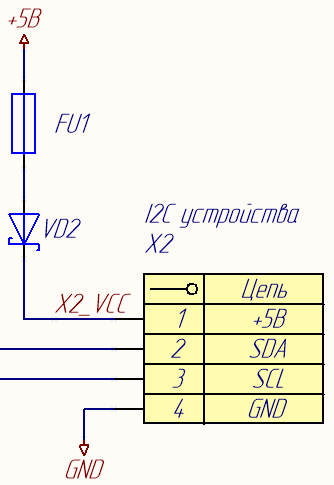 +5В
FU1
VD2
I2C устройства
X2
X2_VCC
Цепь
1 +5В
2 SDA
3 SCL
4 GND
GND